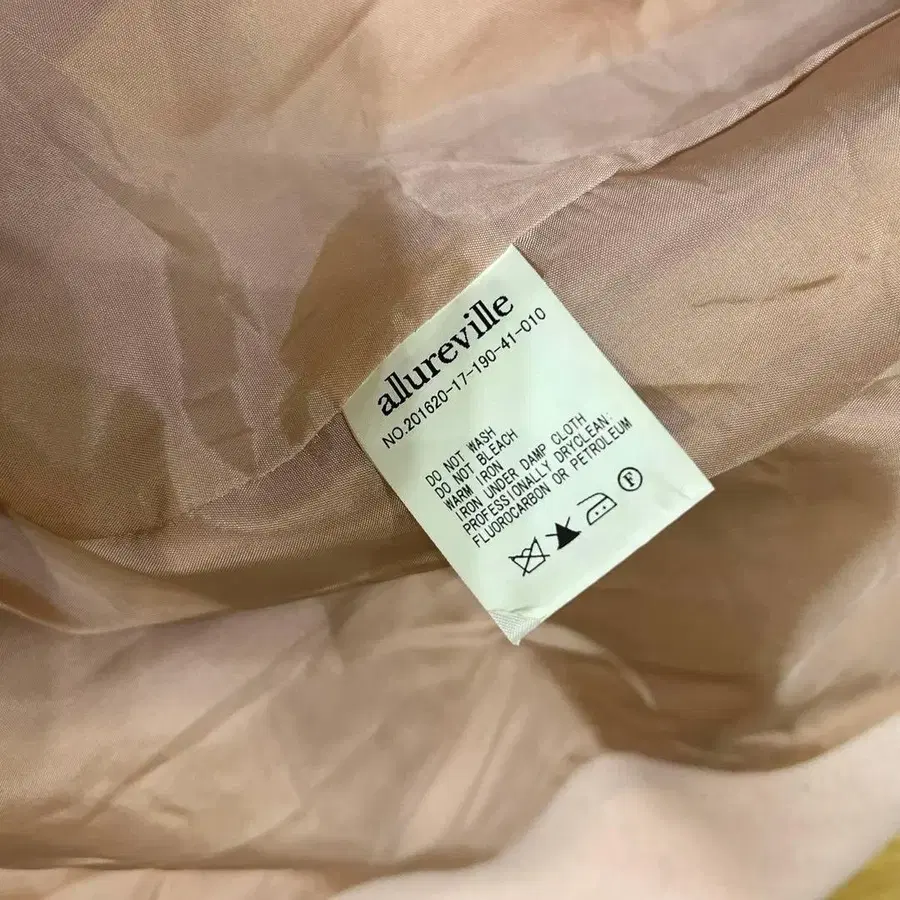 allureville
NO.201620-17-190-41-010
DO NOT WASH
DO NOT BLEACH
WARM IRON
IRON UNDER DAMP CLOTH
PROFESSIONALLY DRYCLEAN:
FLUOROCARBON OR PETROLEUM
F